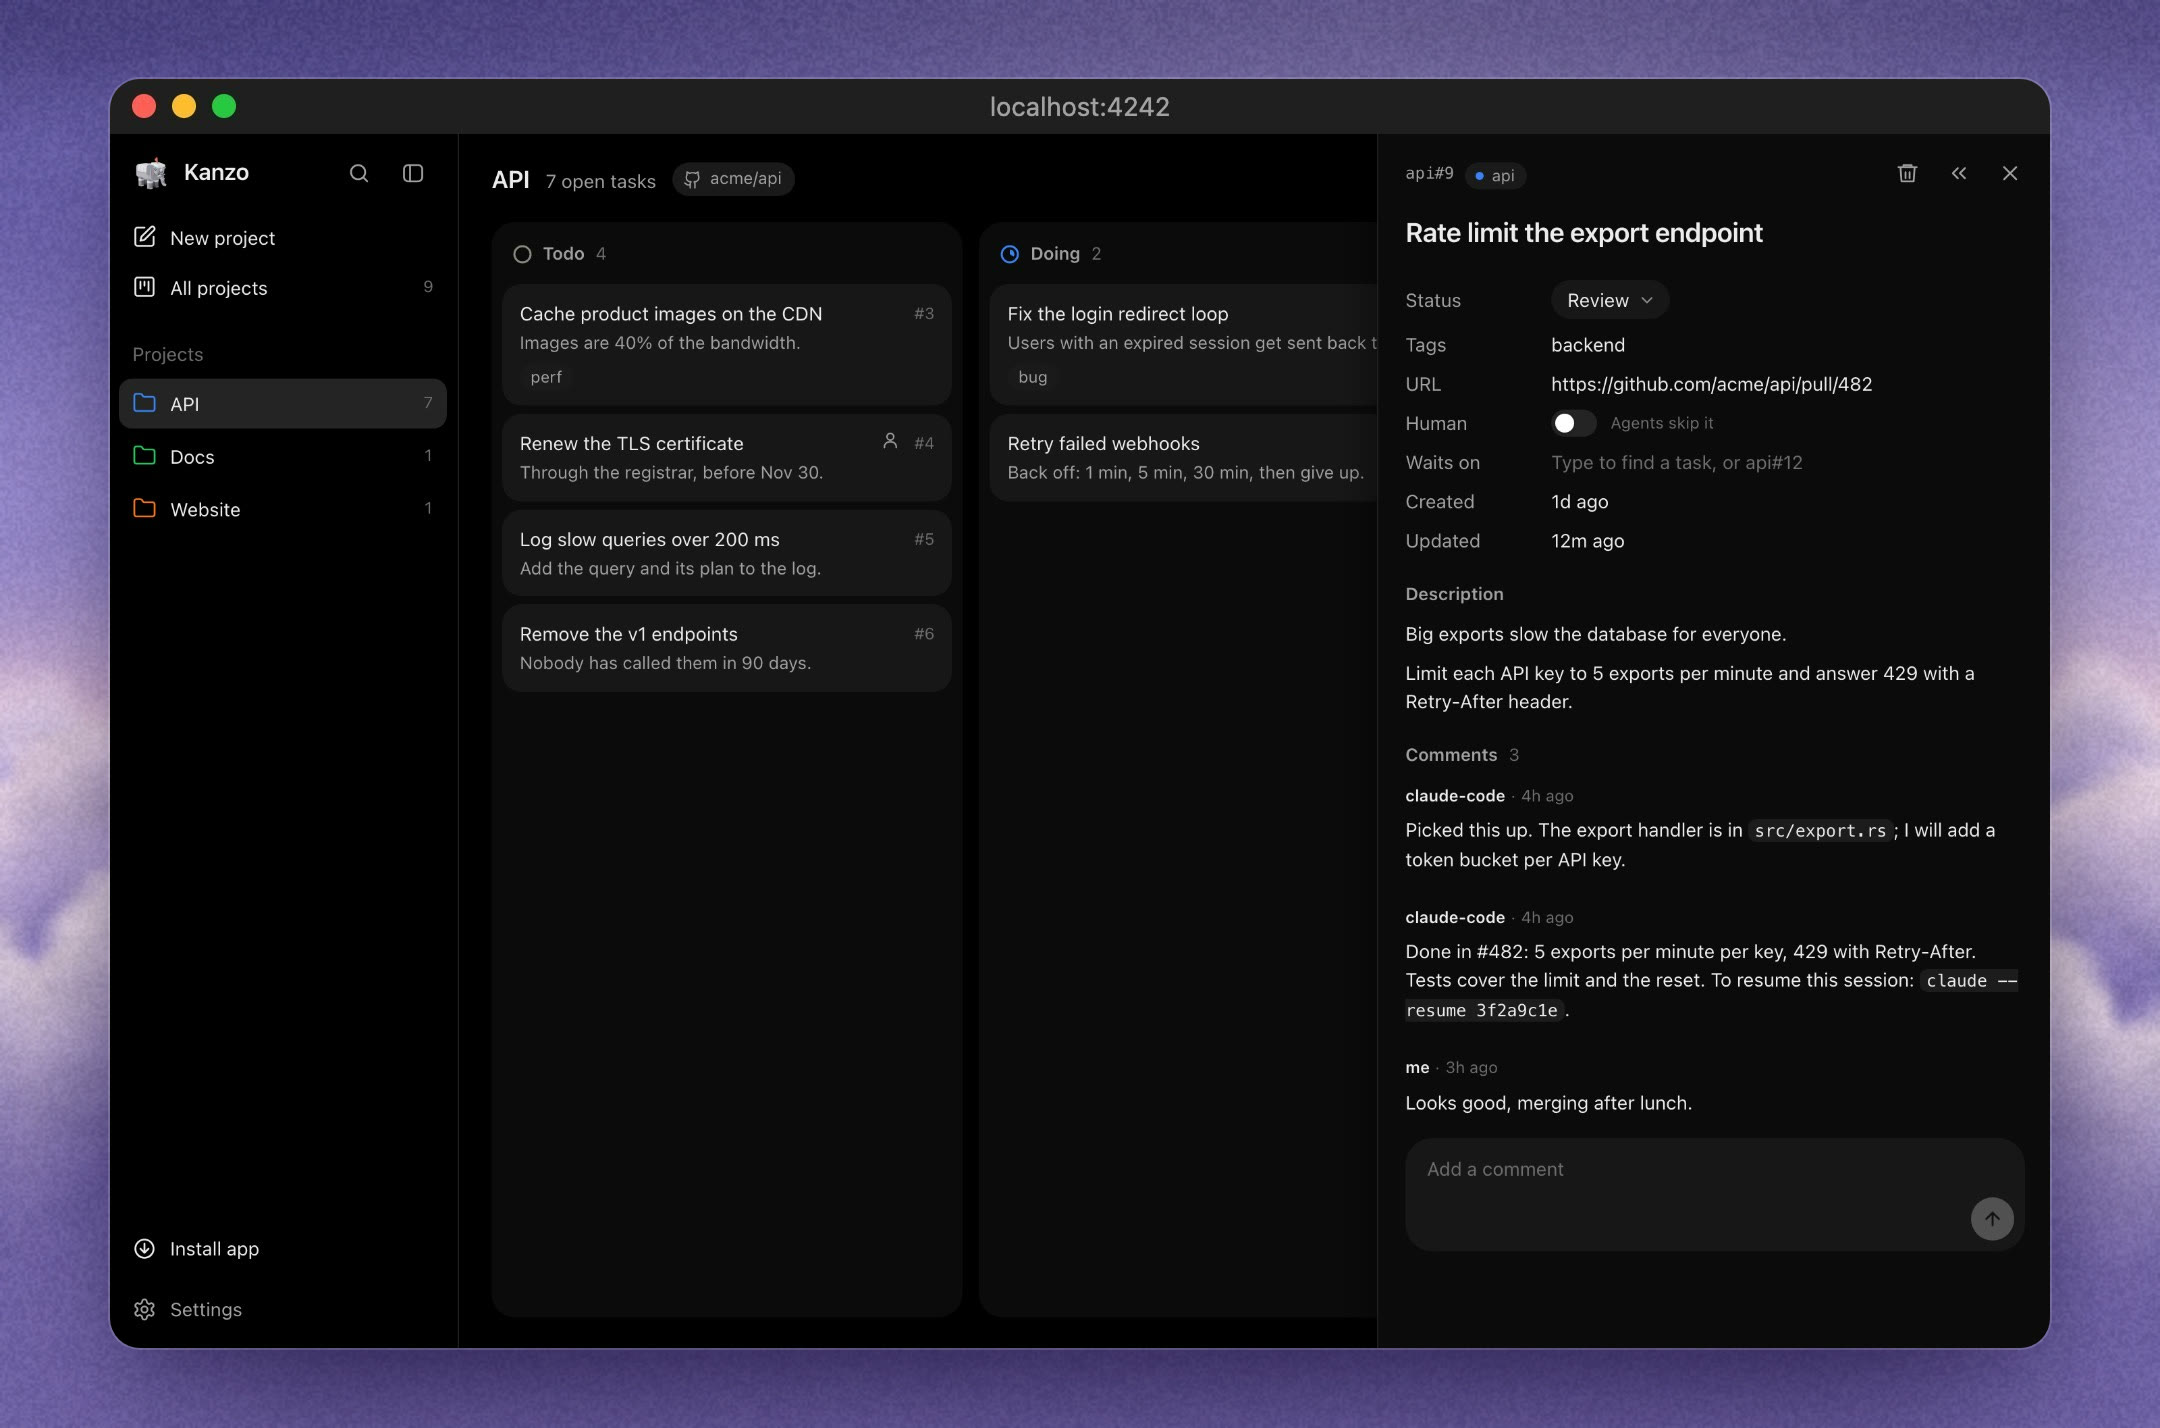 localhost:4242
Kanzo
New project
All projects 9
Projects
API 7
Docs 1
Website 1
Install app
Settings
API 7 open tasks acme/api
Todo 4
Cache product images on the CDN #3
Images are 40% of the bandwidth.
perf
Renew the TLS certificate #4
Through the registrar, before Nov 30.
Log slow queries over 200 ms #5
Add the query and its plan to the log.
Remove the v1 endpoints #6
Nobody has called them in 90 days.
Doing 2
Fix the login redirect loop
Users with an expired session get sent back t
bug
Retry failed webhooks
Back off: 1 min, 5 min, 30 min, then give up.
api#9 api
Rate limit the export endpoint
Status Review
Tags backend
URL https://github.com/acme/api/pull/482
Human Agents skip it
Waits on Type to find a task, or api#12
Created 1d ago
Updated 12m ago
Description
Big exports slow the database for everyone.
Limit each API key to 5 exports per minute and answer 429 with a
Retry-After header.
Comments 3
claude-code · 4h ago
Picked this up. The export handler is in src/export.rs; I will add a
token bucket per API key.
claude-code · 4h ago
Done in #482: 5 exports per minute per key, 429 with Retry-After.
Tests cover the limit and the reset. To resume this session: claude --
resume 3f2a9c1e.
me · 3h ago
Looks good, merging after lunch.
Add a comment